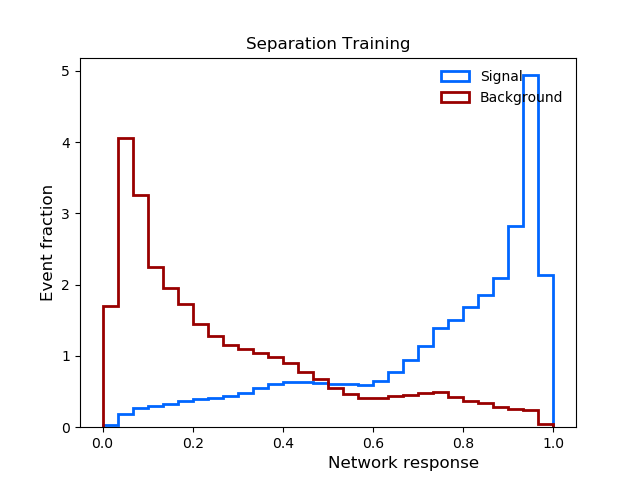 Separation Training
Signal
Background
Event fraction
5
4
3
2
1
0
0.0 0.2 0.4 0.6 0.8 1.0
Network response